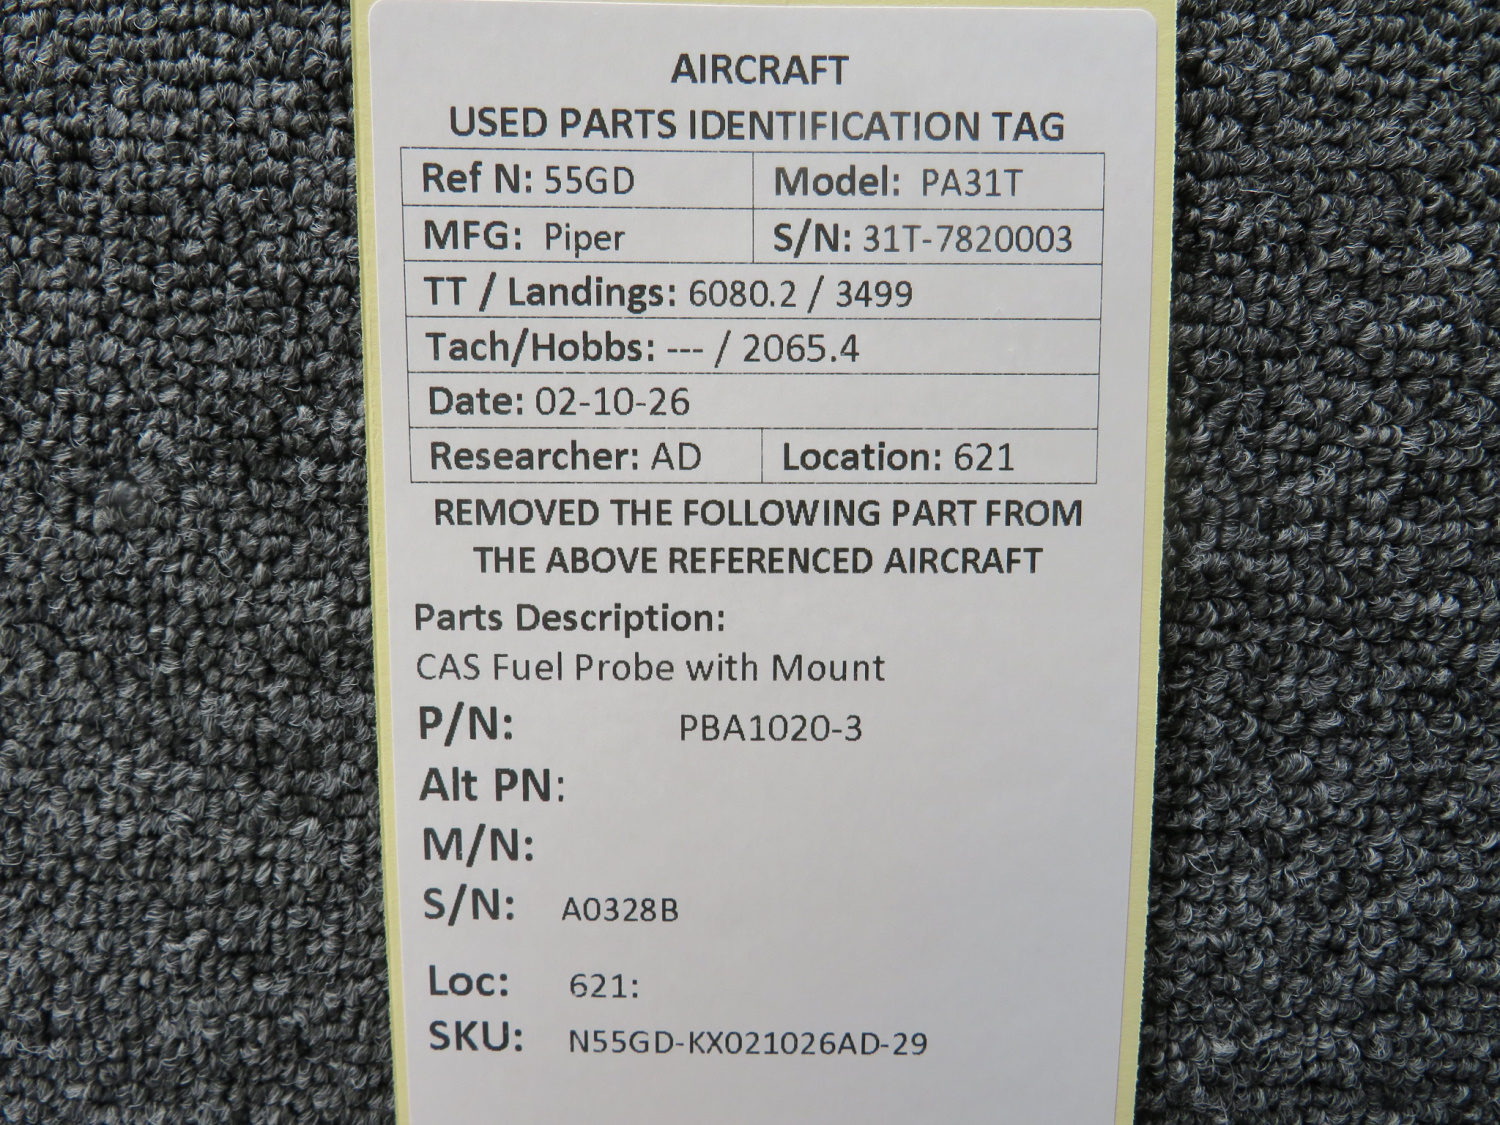 AIRCRAFT
USED PARTS IDENTIFICATION TAG
Ref N: 55GD Model: PA31T
MFG: Piper S/N: 31T-7820003
TT / Landings: 6080.2 / 3499
Tach/Hobbs: --- / 2065.4
Date: 02-10-26
Researcher: AD Location: 621
REMOVED THE FOLLOWING PART FROM
THE ABOVE REFERENCED AIRCRAFT
Parts Description:
CAS Fuel Probe with Mount
P/N: PBA1020-3
Alt PN:
M/N:
S/N: A0328B
Loc: 621:
SKU: N55GD-KX021026AD-29